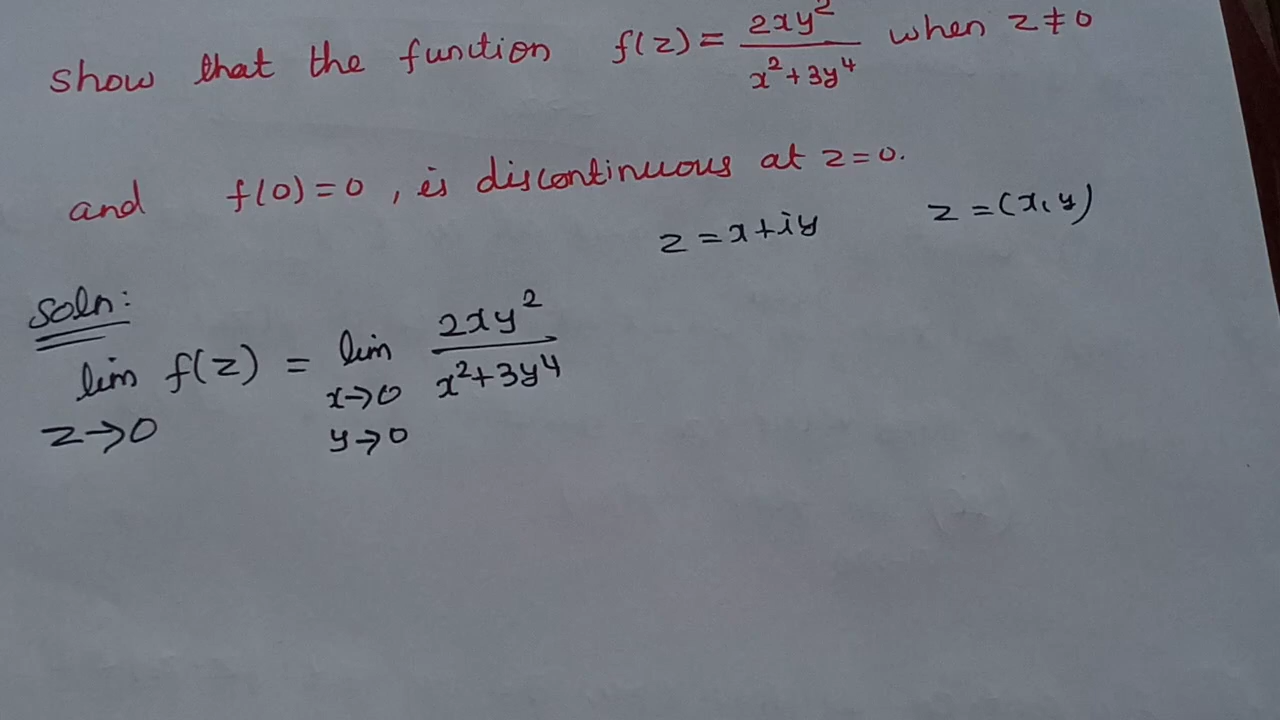 show that the function f(z) = 2xy² / x²+3y⁴ when z ≠ 0
and f(0) = 0 , is discontinuous at z=0.
z = x+iy z = (x, y)
Soln:
lim z→0 f(z) = lim x→0 y→0 2xy² / x²+3y⁴